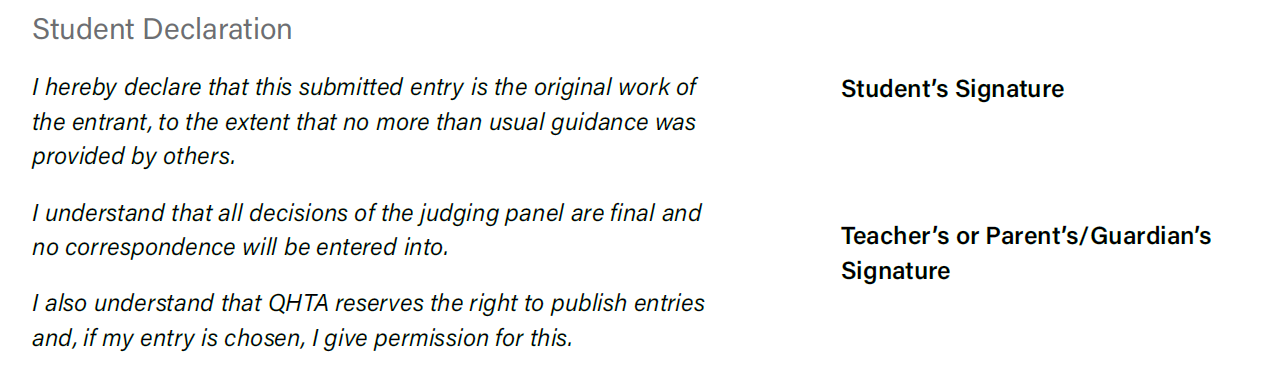 Student Declaration
I hereby declare that this submitted entry is the original work of
the entrant, to the extent that no more than usual guidance was
provided by others.
I understand that all decisions of the judging panel are final and
no correspondence will be entered into.
I also understand that QHTA reserves the right to publish entries
and, if my entry is chosen, I give permission for this.
Student's Signature
Teacher's or Parent's/Guardian's
Signature